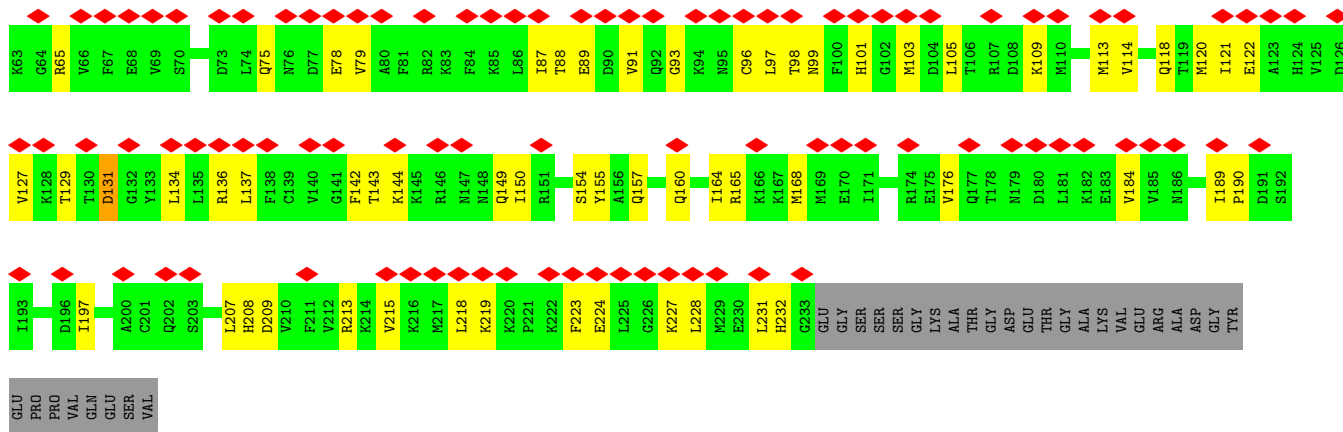 K63 G64 R65 V66 F67 E68 V69 S70 D73 L74 Q75 N76 D77 E78 V79 A80 F81 R82 K83 F84 K85 L86 I87 T88 E89 D90 V91 Q92 G93 K94 N95 C96 L97 T98 N99 F100 H101 G102 M103 D104 L105 T106 R107 D108 K109 M110 M113 V114 Q118 T119 M120 I121 E122 A123 H124 V125 D126
V127 K128 T129 T130 D131 G132 Y133 L134 L135 R136 L137 F138 C139 V140 G141 F142 T143 K144 K145 R146 N147 N148 Q149 I150 R151 S154 Y155 A156 Q157 Q160 I164 R165 K166 K167 M168 M169 E170 I171 R174 E175 V176 Q177 T178 N179 D180 L181 K182 E183 V184 V185 N186 I189 P190 D191 S192
I193 D196 I197 A200 C201 Q202 S203 L207 H208 D209 V210 F211 V212 R213 K214 V215 K216 M217 L218 K219 K220 P221 K222 F223 E224 L225 G226 K227 L228 M229 E230 L231 H232 G233 GLU GLY SER SER SER GLY LYS ALA THR GLY ASP GLU THR GLY ALA LYS VAL GLU ARG ALA ASP GLY TYR
GLU PRO PRO VAL GLN GLU SER VAL